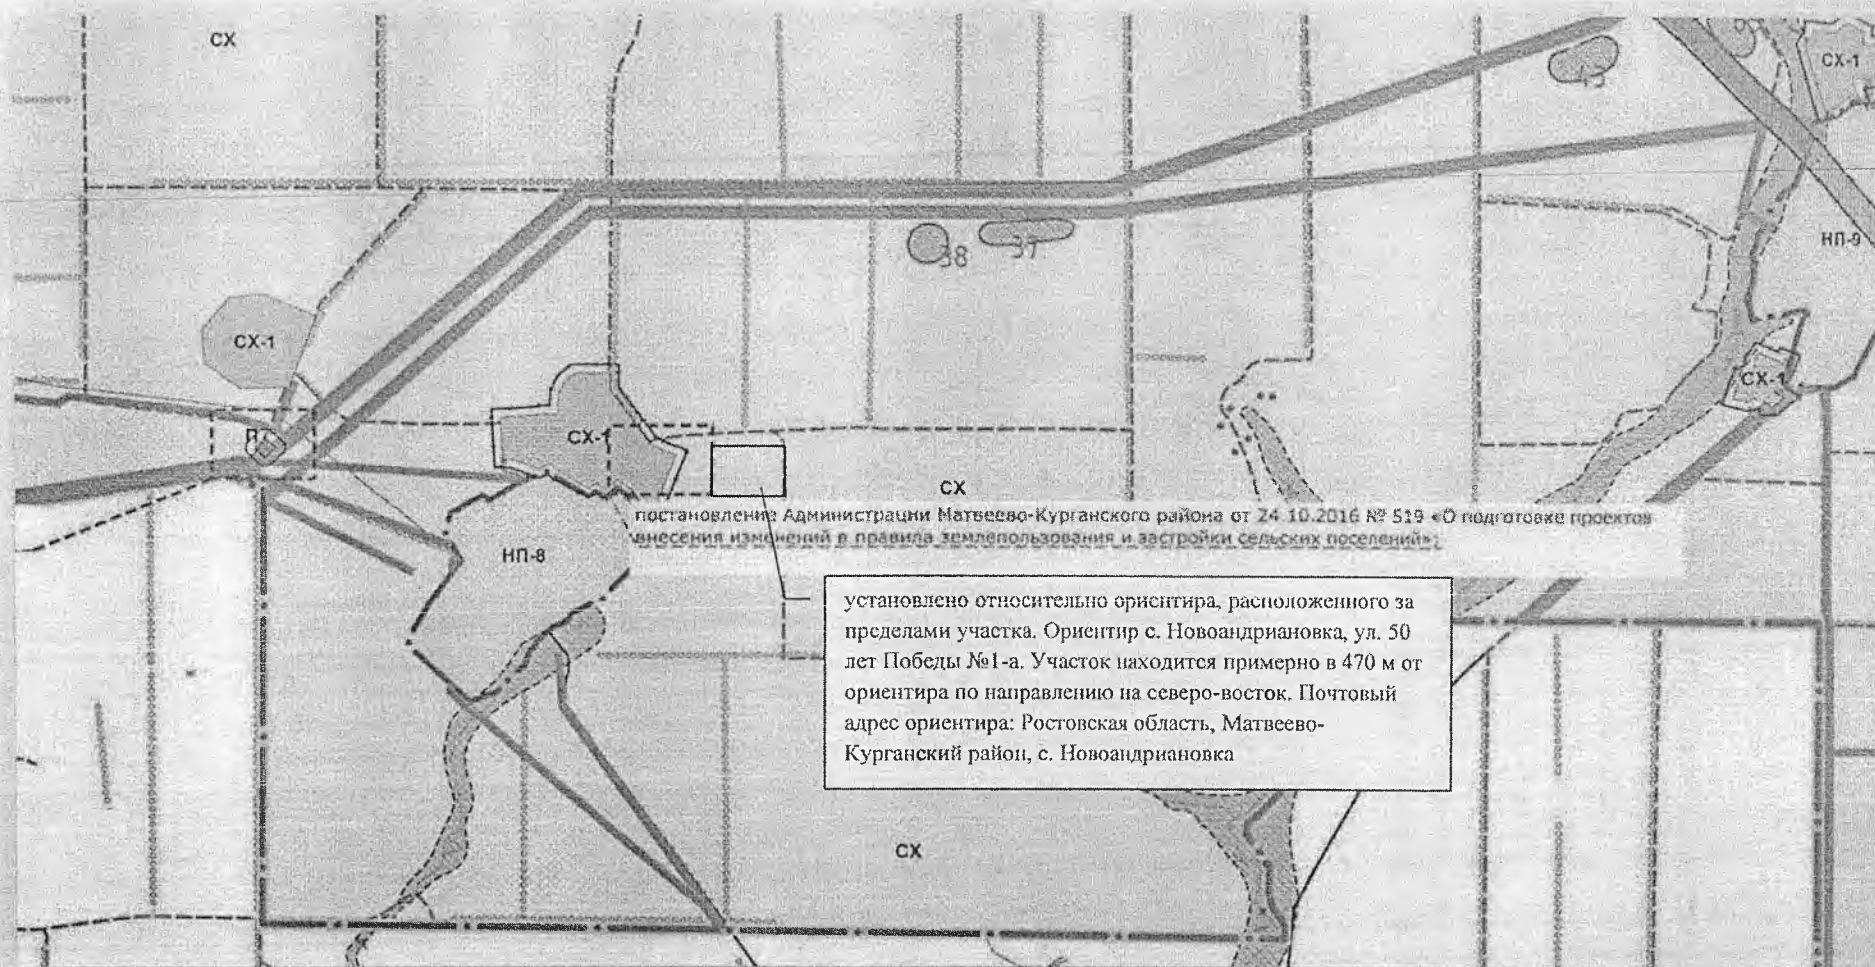 СХ
СХ-1
НП-9
38
37
СХ-1
СХ-1
СХ-1
СХ
постановление Администрации Матвеево-Курганского района от 24.10.2016 № 519 «О подготовке проектов
внесения изменений в правила землепользования и застройки сельских поселений»;
НП-8
установлено относительно ориентира, расположенного за
пределами участка. Ориентир с. Новоандриановка, ул. 50
лет Победы №1-а. Участок находится примерно в 470 м от
ориентира по направлению на северо-восток. Почтовый
адрес ориентира: Ростовская область, Матвеево-
Курганский район, с. Новоандриановка
СХ